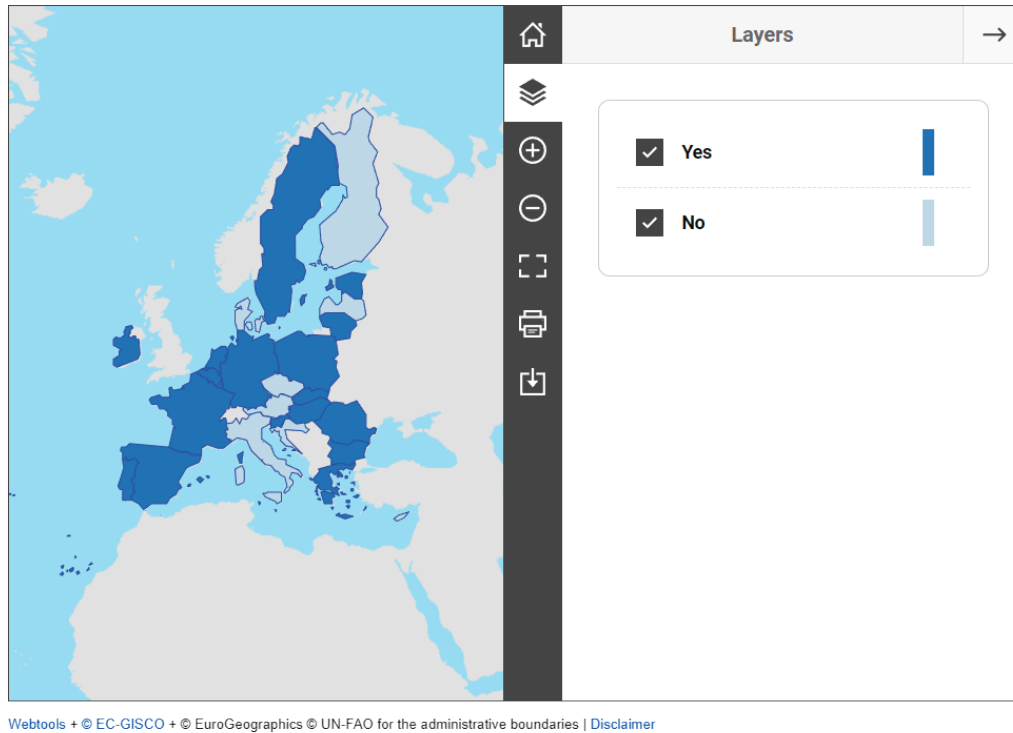 Layers
Yes
No
Webtools + © EC-GISCO + © EuroGeographics © UN-FAO for the administrative boundaries | Disclaimer